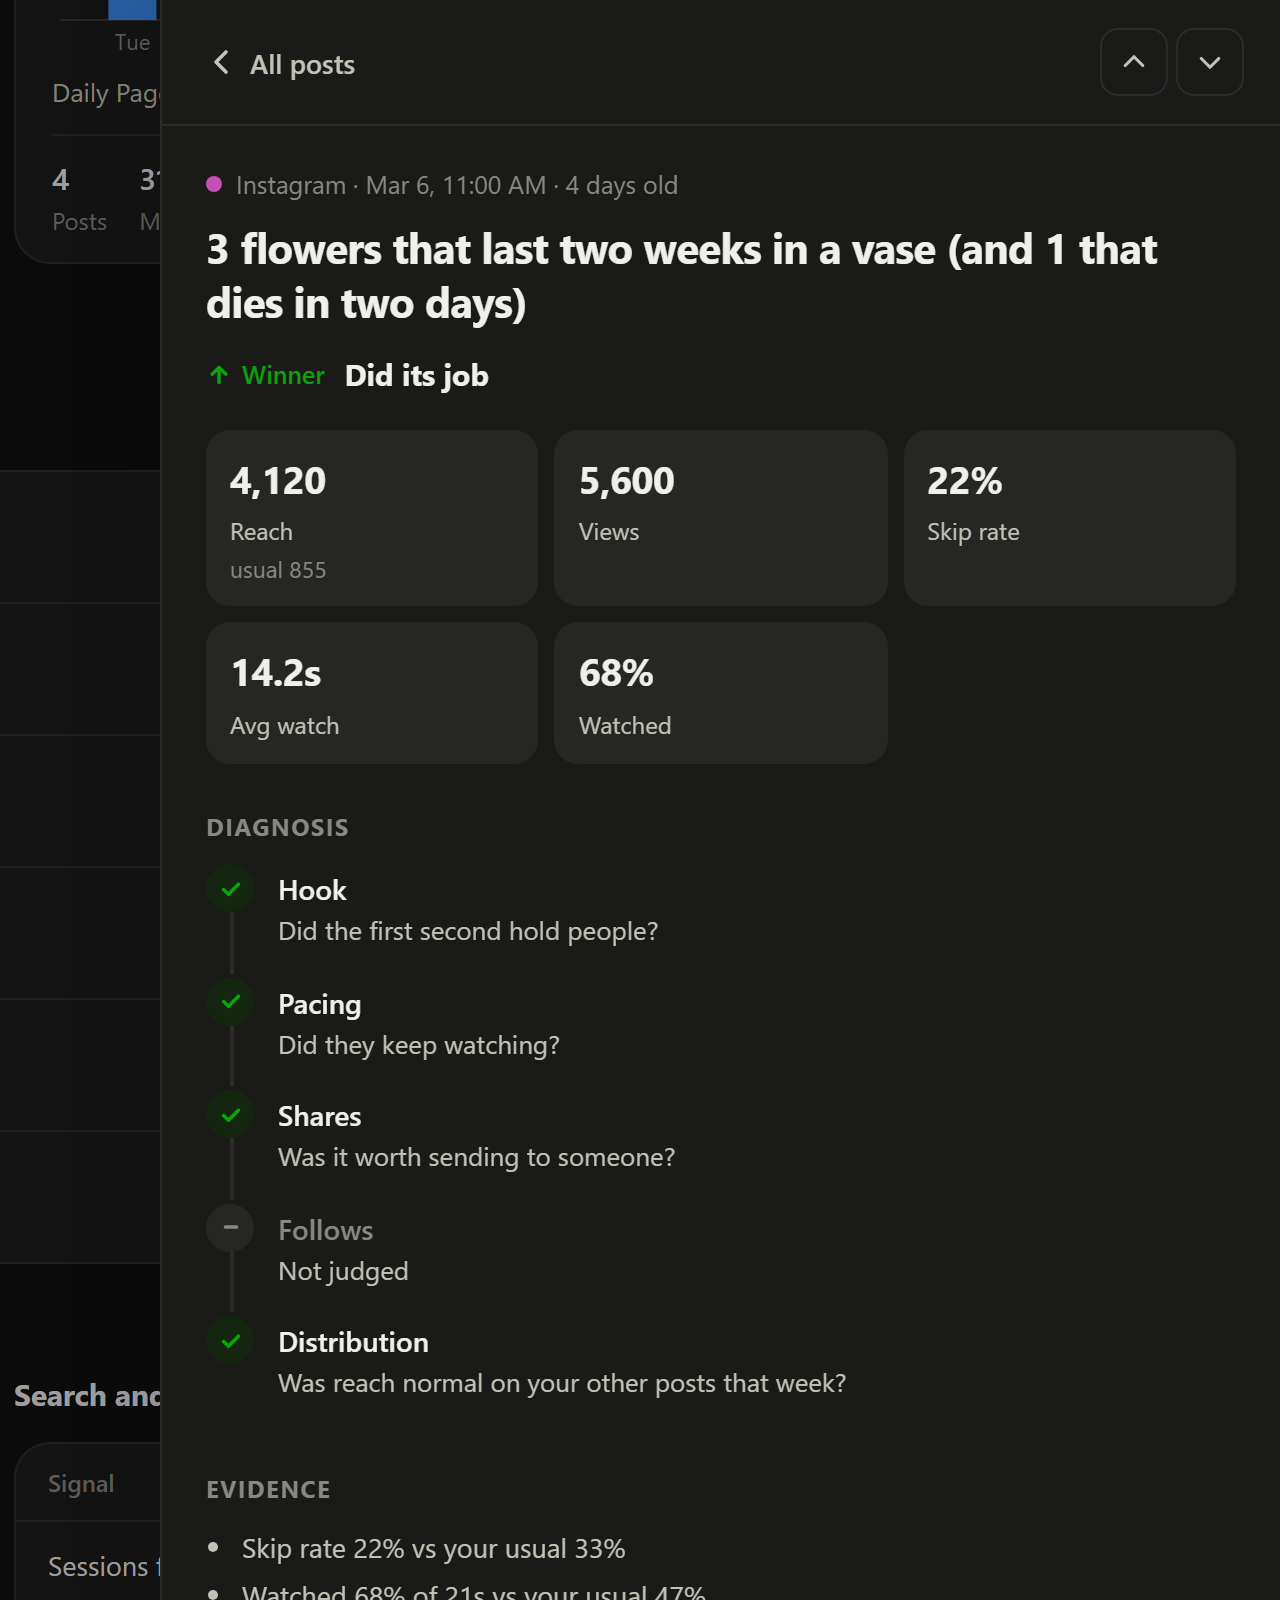 Tue
Daily Pag
4
Posts
Search and
Signal
Sessions
All posts
Instagram · Mar 6, 11:00 AM · 4 days old
3 flowers that last two weeks in a vase (and 1 that
dies in two days)
Winner Did its job
4,120
Reach
usual 855
5,600
Views
22%
Skip rate
14.2s
Avg watch
68%
Watched
DIAGNOSIS
Hook
Did the first second hold people?
Pacing
Did they keep watching?
Shares
Was it worth sending to someone?
Follows
Not judged
Distribution
Was reach normal on your other posts that week?
EVIDENCE
• Skip rate 22% vs your usual 33%
• Watched 68% of 21s vs your usual 47%